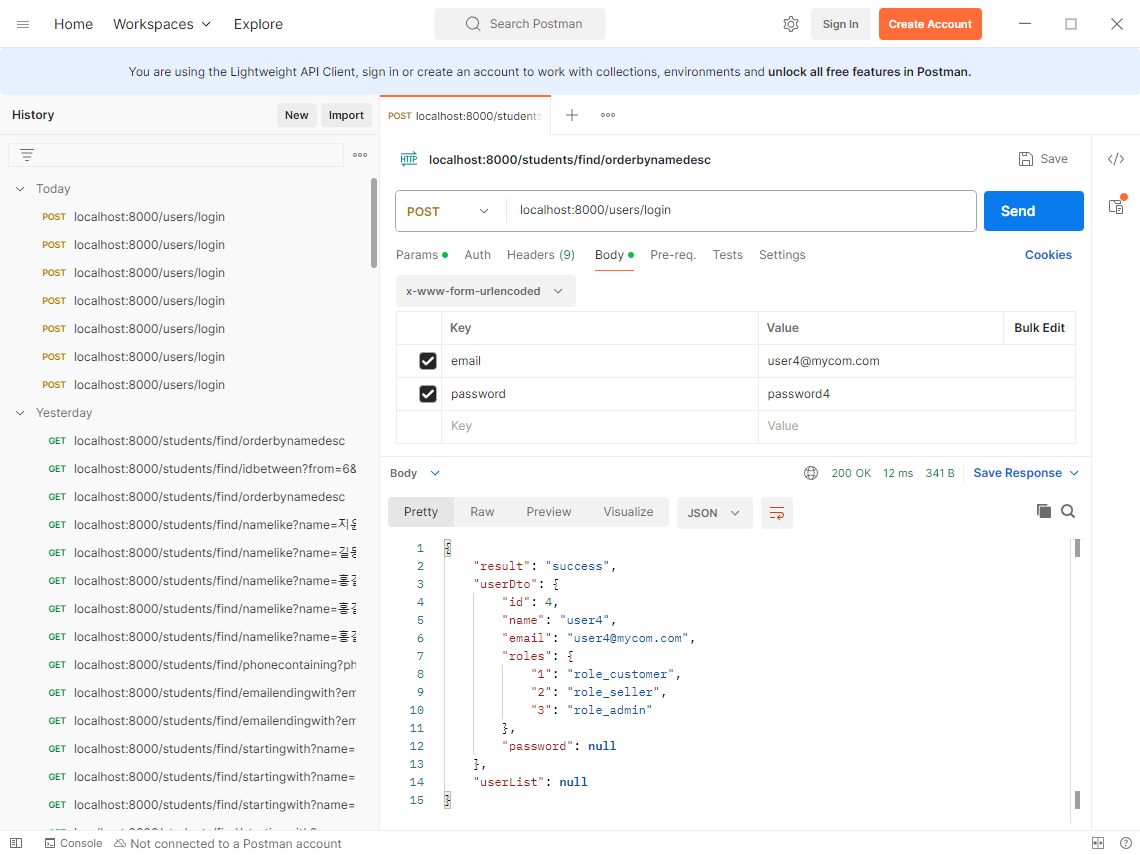 Home Workspaces Explore Search Postman Sign In Create Account
You are using the Lightweight API Client, sign in or create an account to work with collections, environments and unlock all free features in Postman.
History New Import
Today
POST localhost:8000/users/login
POST localhost:8000/users/login
POST localhost:8000/users/login
POST localhost:8000/users/login
POST localhost:8000/users/login
POST localhost:8000/users/login
POST localhost:8000/users/login
Yesterday
GET localhost:8000/students/find/orderbynamedesc
GET localhost:8000/students/find/idbetween?from=6&
GET localhost:8000/students/find/orderbynamedesc
GET localhost:8000/students/find/namelike?name=지
GET localhost:8000/students/find/namelike?name=길
GET localhost:8000/students/find/namelike?name=홍
GET localhost:8000/students/find/namelike?name=홍
GET localhost:8000/students/find/namelike?name=홍
GET localhost:8000/students/find/phonecontaining?ph
GET localhost:8000/students/find/emailendingwith?em
GET localhost:8000/students/find/emailendingwith?em
GET localhost:8000/students/find/startingwith?name=
GET localhost:8000/students/find/startingwith?name=
GET localhost:8000/students/find/startingwith?name=
POST localhost:8000/students
HTTP localhost:8000/students/find/orderbynamedesc Save
POST localhost:8000/users/login Send
Params Auth Headers (9) Body Pre-req. Tests Settings Cookies
x-www-form-urlencoded
Key Value Bulk Edit
email user4@mycom.com
password password4
Key Value
Body 200 OK 12 ms 341 B Save Response
Pretty Raw Preview Visualize JSON
1 {
2 "result": "success",
3 "userDto": {
4 "id": 4,
5 "name": "user4",
6 "email": "user4@mycom.com",
7 "roles": {
8 "1": "role_customer",
9 "2": "role_seller",
10 "3": "role_admin"
11 },
12 "password": null
13 },
14 "userList": null
15 }
Console Not connected to a Postman account